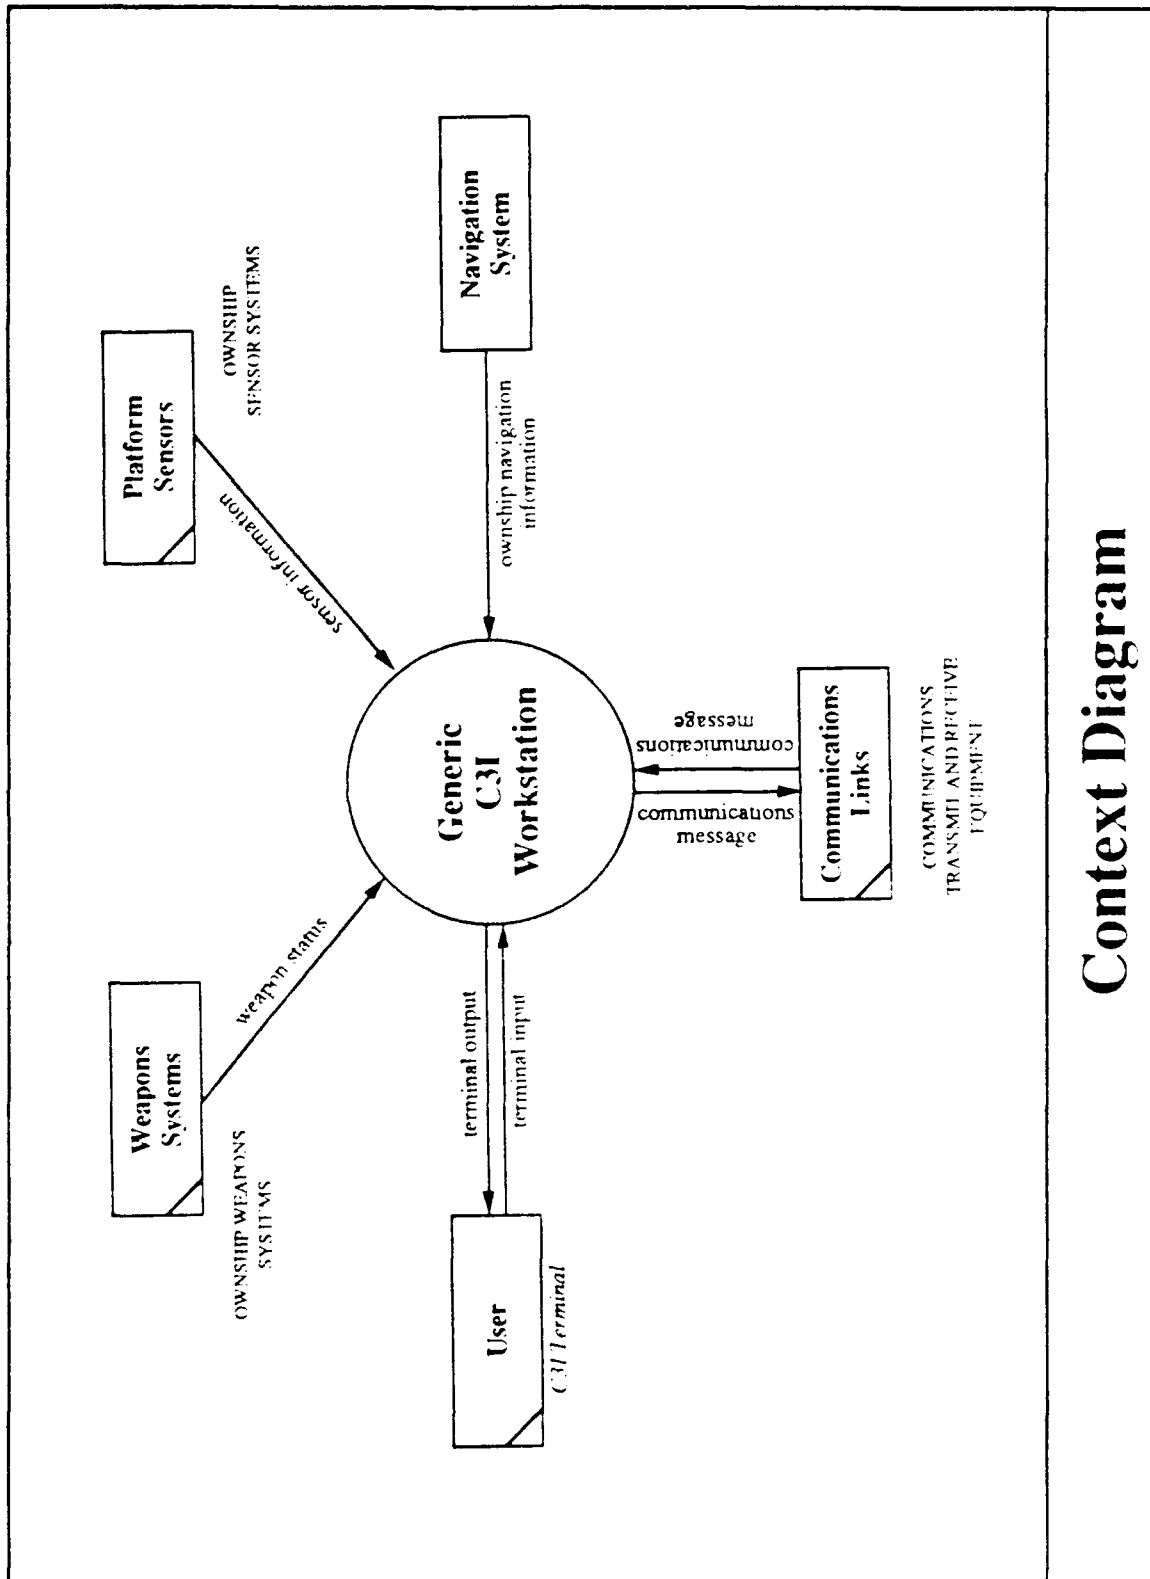 Weapons
Systems
OWNSHIP WEAPONS
SYSTEMS
weapon status
Platform
Sensors
OWNSHIP
SENSOR SYSTEMS
sensor information
User
C3I Terminal
terminal output
terminal input
Generic
C3I
Workstation
ownship navigation
information
Navigation
System
communications
message
communications
message
Communications
Links
COMMUNICATIONS
TRANSMIT AND RECEIVE
EQUIPMENT
Context Diagram